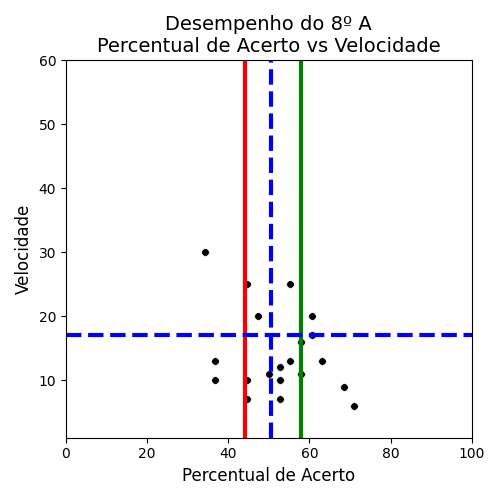 Desempenho do 8º A
Percentual de Acerto vs Velocidade
60
50
40
30
20
10
Velocidade
0 20 40 60 80 100
Percentual de Acerto